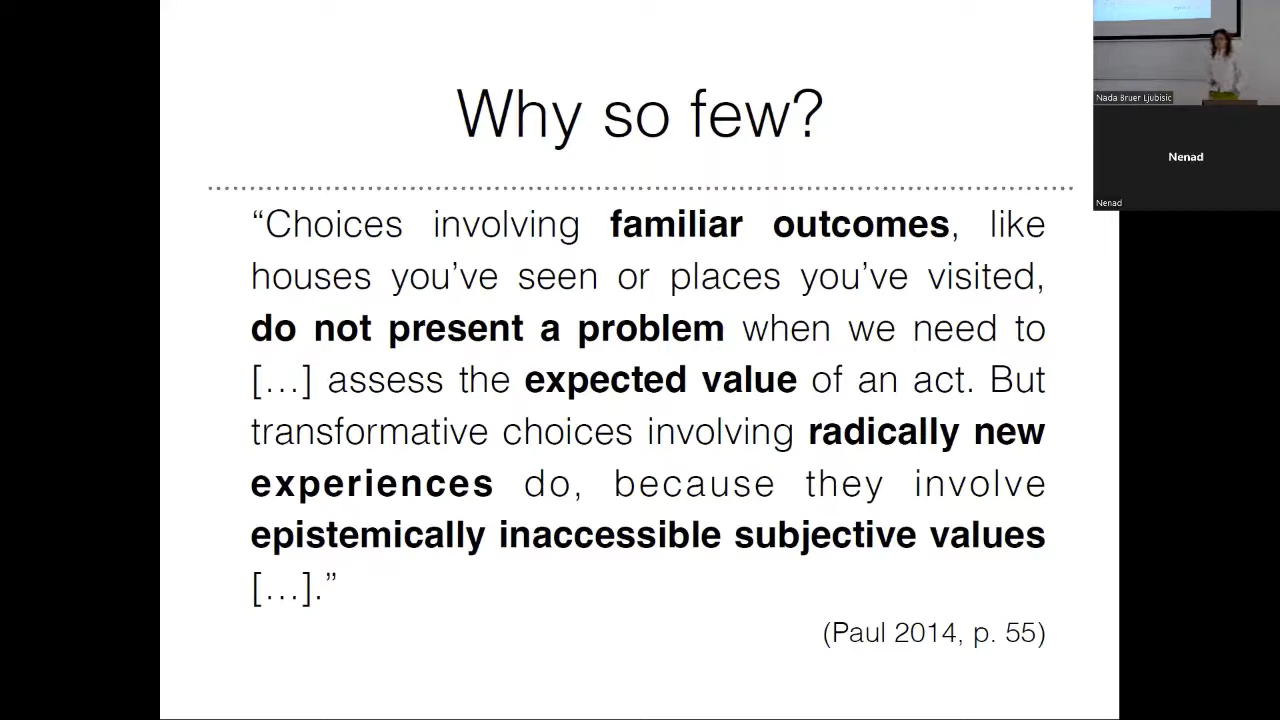 Why so few?
“Choices involving familiar outcomes, like
houses you’ve seen or places you’ve visited,
do not present a problem when we need to
[…] assess the expected value of an act. But
transformative choices involving radically new
experiences do, because they involve
epistemically inaccessible subjective values
[…].”
(Paul 2014, p. 55)
Nada Bruer Ljubisic
Nenad
Nenad